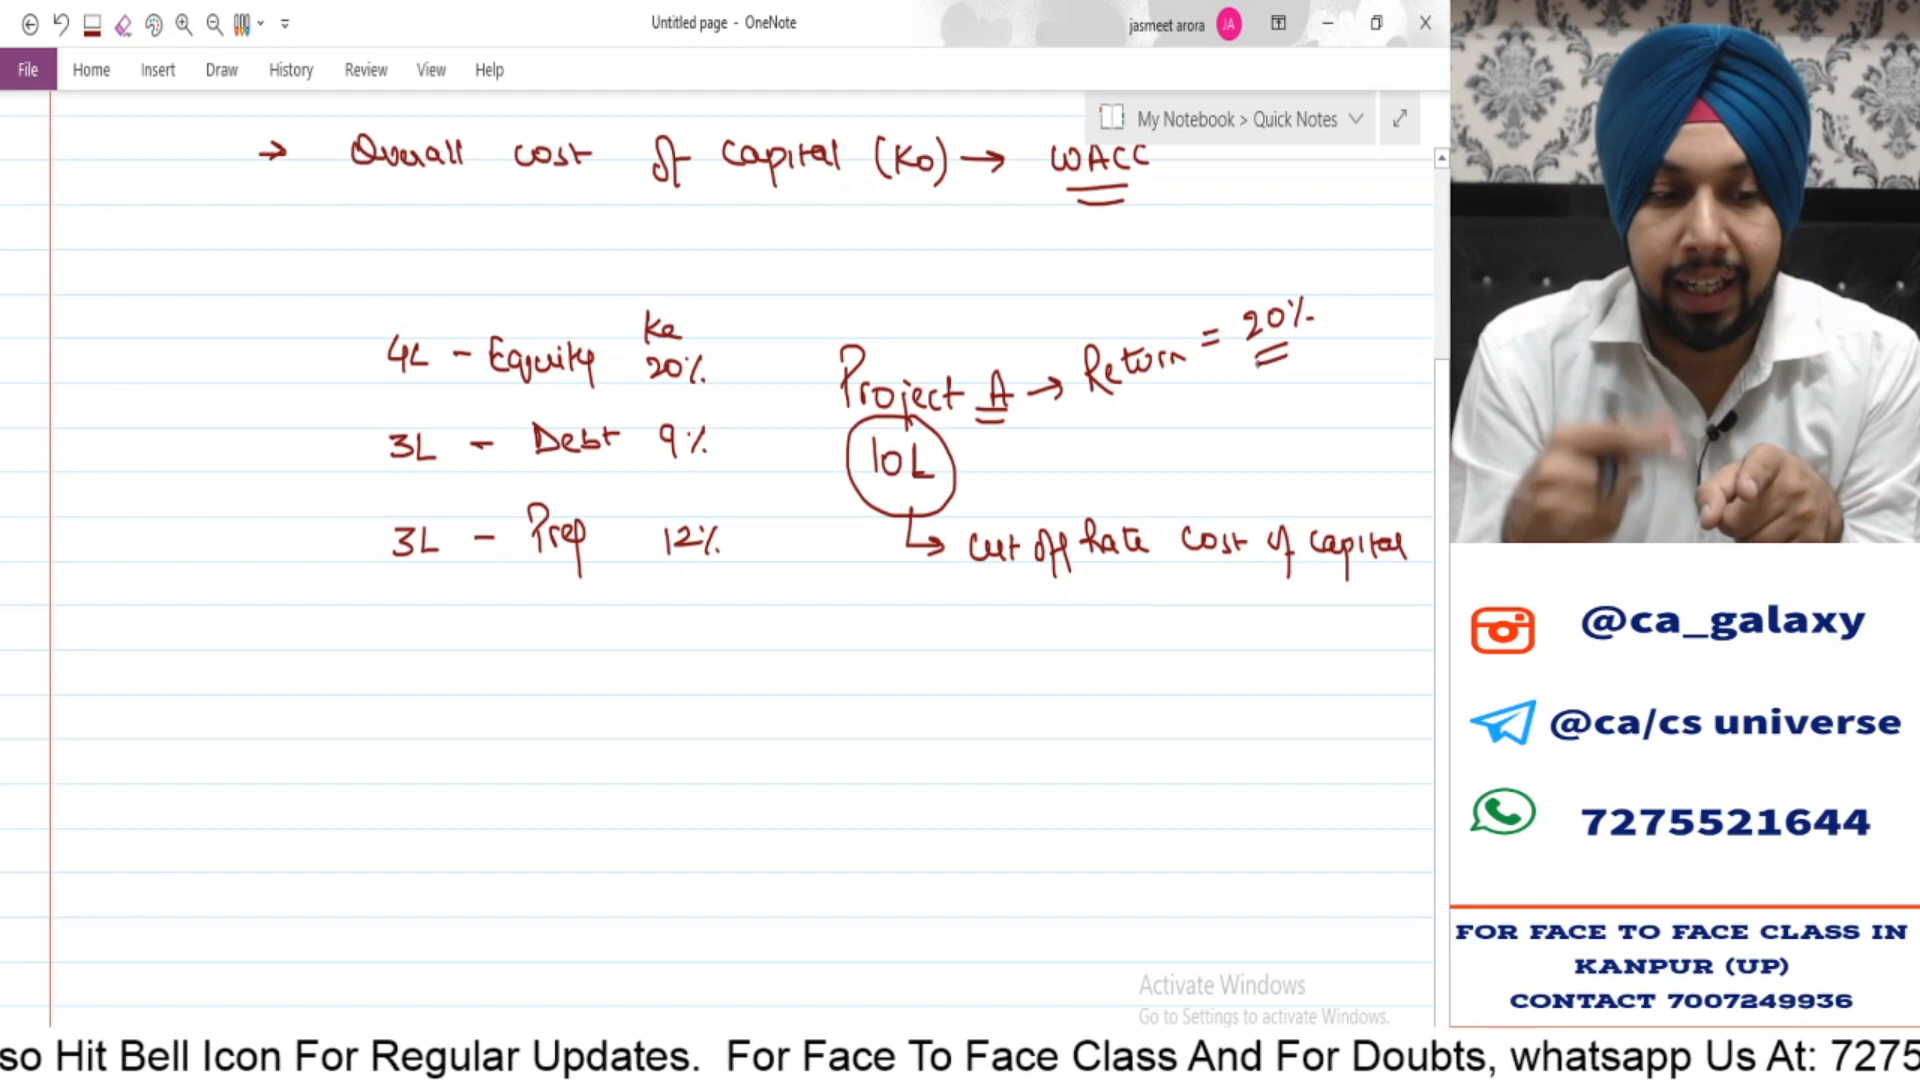 Untitled page - OneNote
jasmeet arora JA
File Home Insert Draw History Review View Help
My Notebook > Quick Notes
→ Overall cost of capital (Ko) → WACC
Ke
4L - Equity 20%
Project A → Return = 20%
3L - Debt 9%
10L
3L - Pref 12%
cut off Rate cost of capital
@ca_galaxy
@ca/cs universe
7275521644
FOR FACE TO FACE CLASS IN
KANPUR (UP)
CONTACT 7007249936
Activate Windows
Go to Settings to activate Windows.
so Hit Bell Icon For Regular Updates. For Face To Face Class And For Doubts, whatsapp Us At: 7275